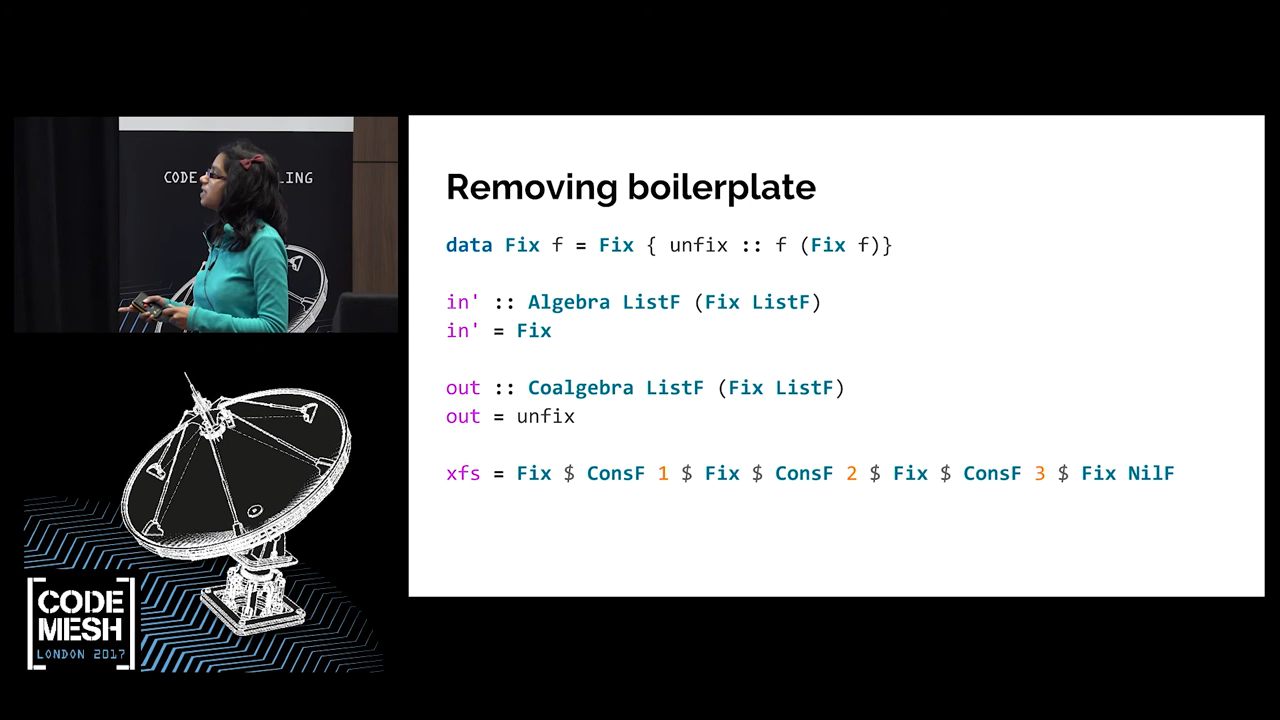 CODE
LING
Removing boilerplate
data Fix f = Fix { unfix :: f (Fix f)}
in' :: Algebra ListF (Fix ListF)
in' = Fix
out :: Coalgebra ListF (Fix ListF)
out = unfix
xfs = Fix $ ConsF 1 $ Fix $ ConsF 2 $ Fix $ ConsF 3 $ Fix NilF
CODE
MESH
LONDON 2017